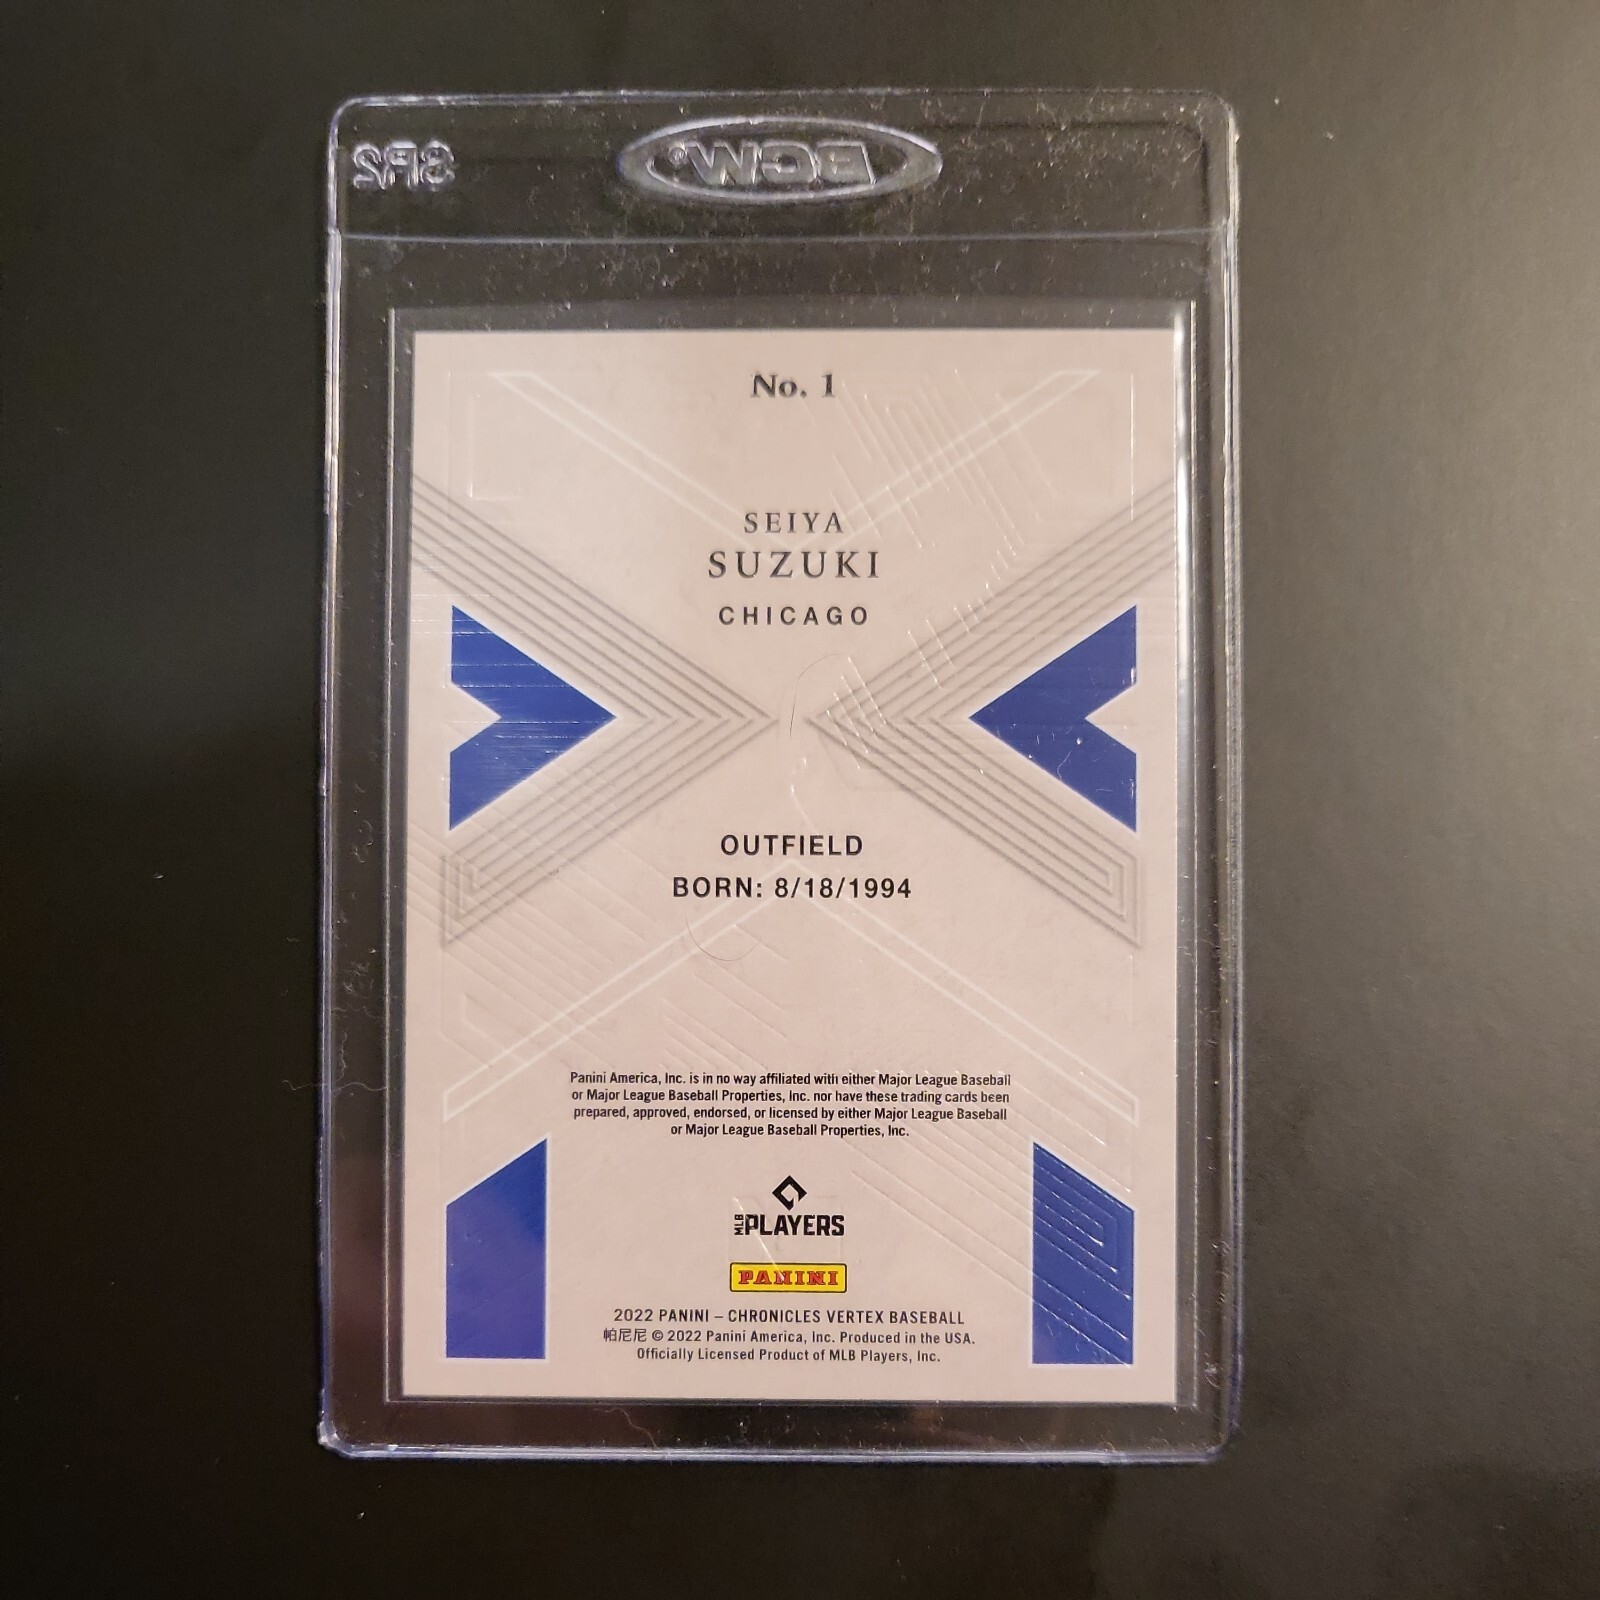 BCW®
No. 1
SEIYA
SUZUKI
CHICAGO
OUTFIELD
BORN: 8/18/1994
Panini America, Inc. is in no way affiliated with either Major League Baseball
or Major League Baseball Properties, Inc. nor have these trading cards been
prepared, approved, endorsed, or licensed by either Major League Baseball
or Major League Baseball Properties, Inc.
MLB PLAYERS
PANINI
2022 PANINI – CHRONICLES VERTEX BASEBALL
帕尼尼 © 2022 Panini America, Inc. Produced in the USA.
Officially Licensed Product of MLB Players, Inc.